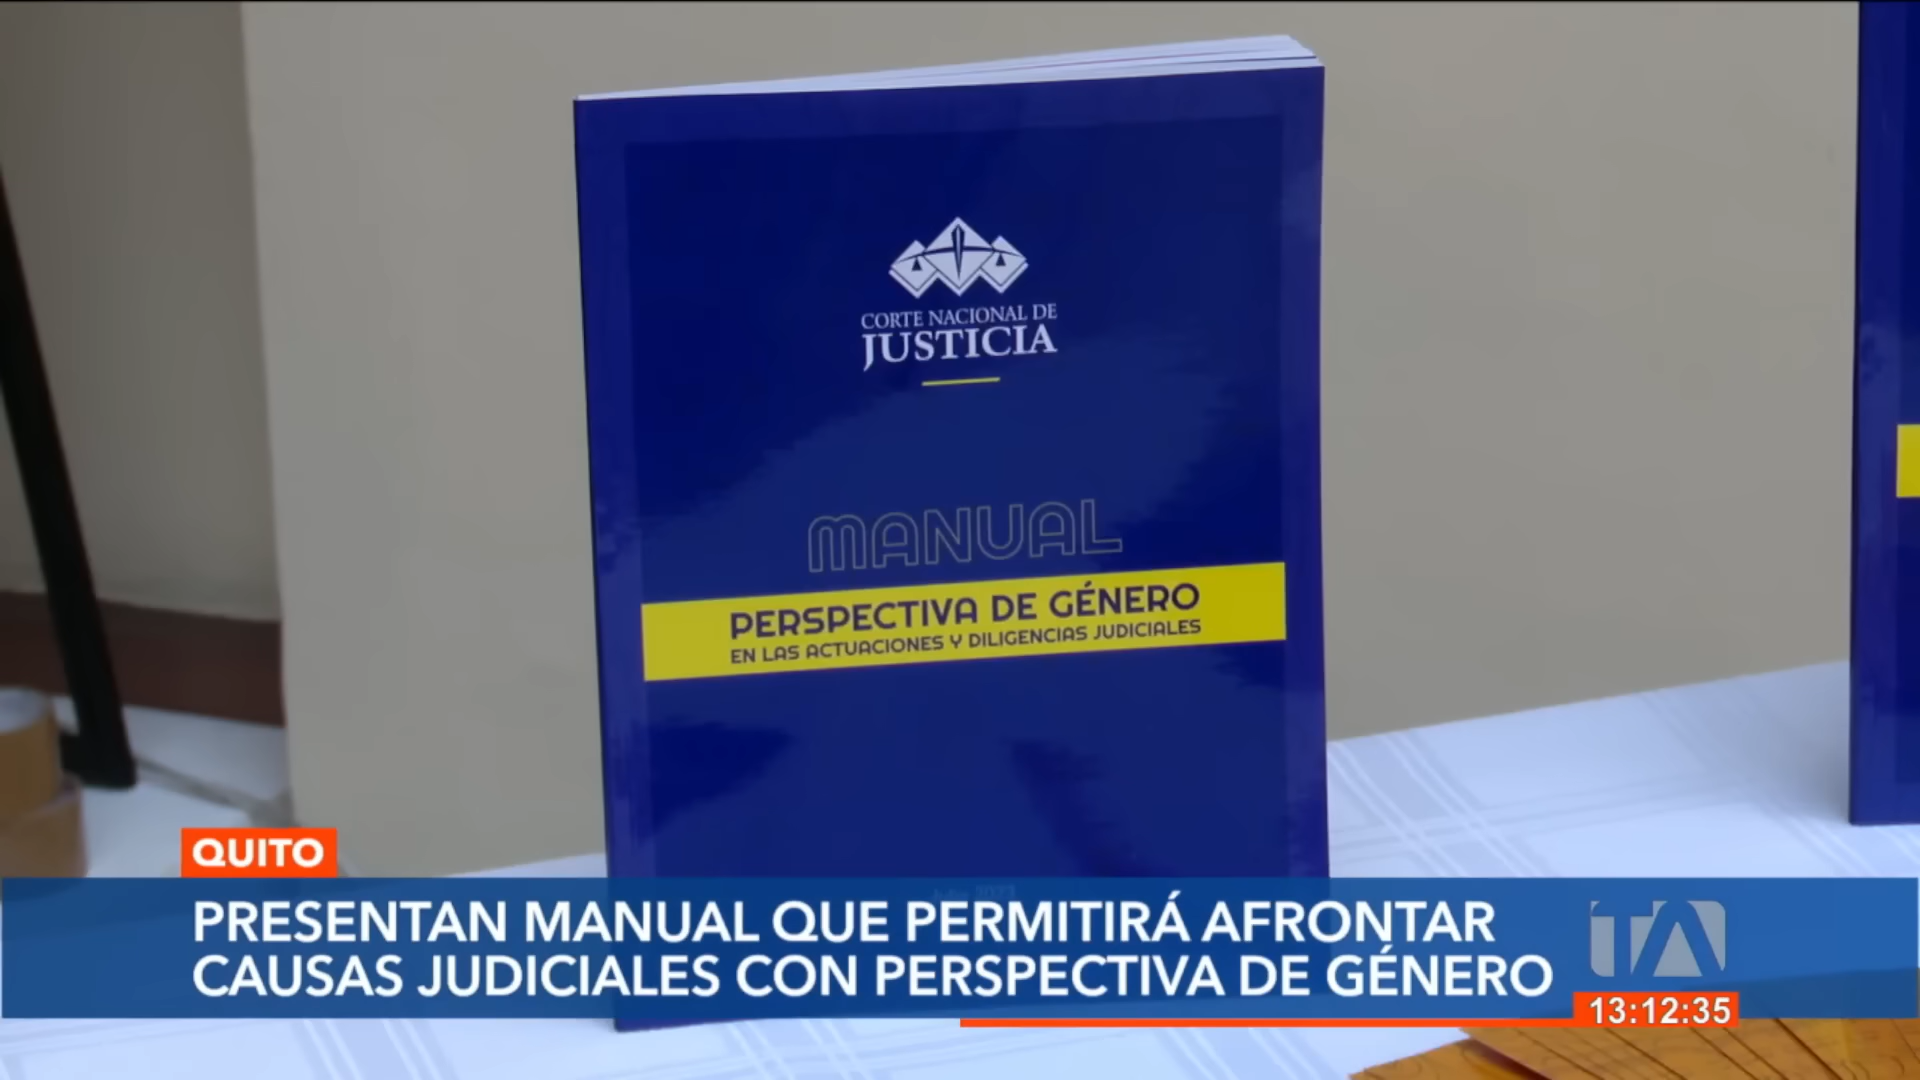 CORTE NACIONAL DE
JUSTICIA
MANUAL
PERSPECTIVA DE GÉNERO
EN LAS ACTUACIONES Y DILIGENCIAS JUDICIALES
QUITO
PRESENTAN MANUAL QUE PERMITIRÁ AFRONTAR
CAUSAS JUDICIALES CON PERSPECTIVA DE GÉNERO
TA
13:12:35